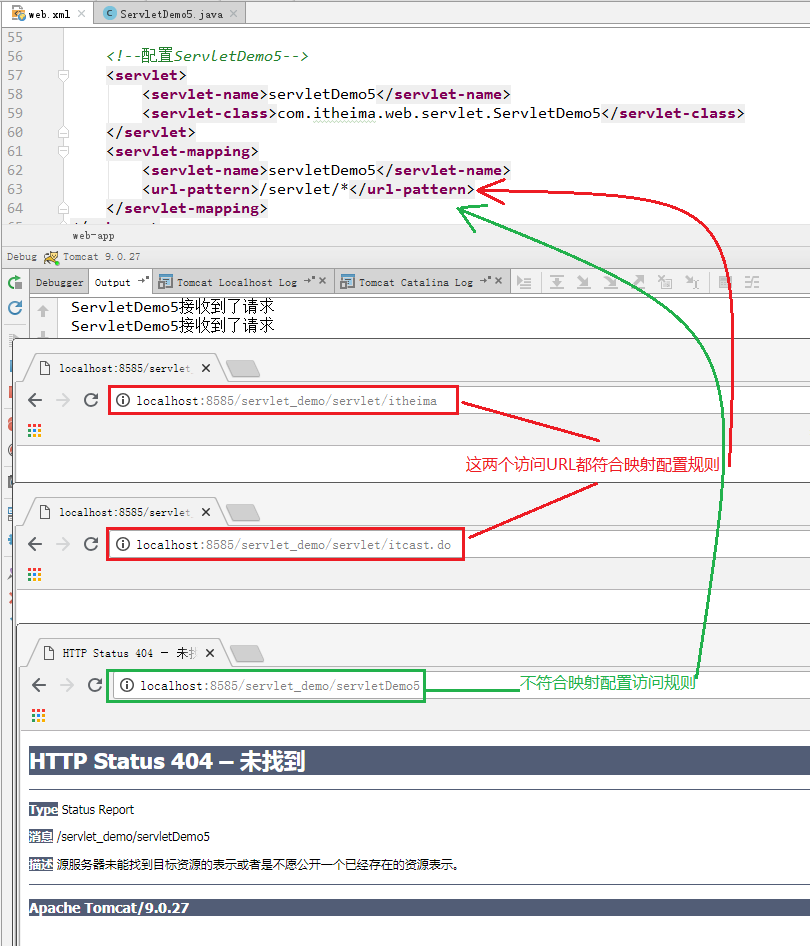 web.xml
ServletDemo5.java
55
56 <!--配置ServletDemo5-->
57 <servlet>
58 <servlet-name>servletDemo5</servlet-name>
59 <servlet-class>com.itheima.web.servlet.ServletDemo5</servlet-class>
60 </servlet>
61 <servlet-mapping>
62 <servlet-name>servletDemo5</servlet-name>
63 <url-pattern>/servlet/*</url-pattern>
64 </servlet-mapping>
web-app
Debug Tomcat 9.0.27
Debugger Output Tomcat Localhost Log Tomcat Catalina Log
ServletDemo5接收到了请求
ServletDemo5接收到了请求
localhost:8585/servlet
localhost:8585/servlet_demo/servlet/itheima
这两个访问URL都符合映射配置规则
localhost:8585/servlet
localhost:8585/servlet_demo/servlet/itcast.do
HTTP Status 404 – 未
localhost:8585/servlet_demo/servletDemo5
不符合映射配置访问规则
HTTP Status 404 – 未找到
Type Status Report
消息 /servlet_demo/servletDemo5
描述 源服务器未能找到目标资源的表示或者是不愿公开一个已经存在的资源表示。
Apache Tomcat/9.0.27